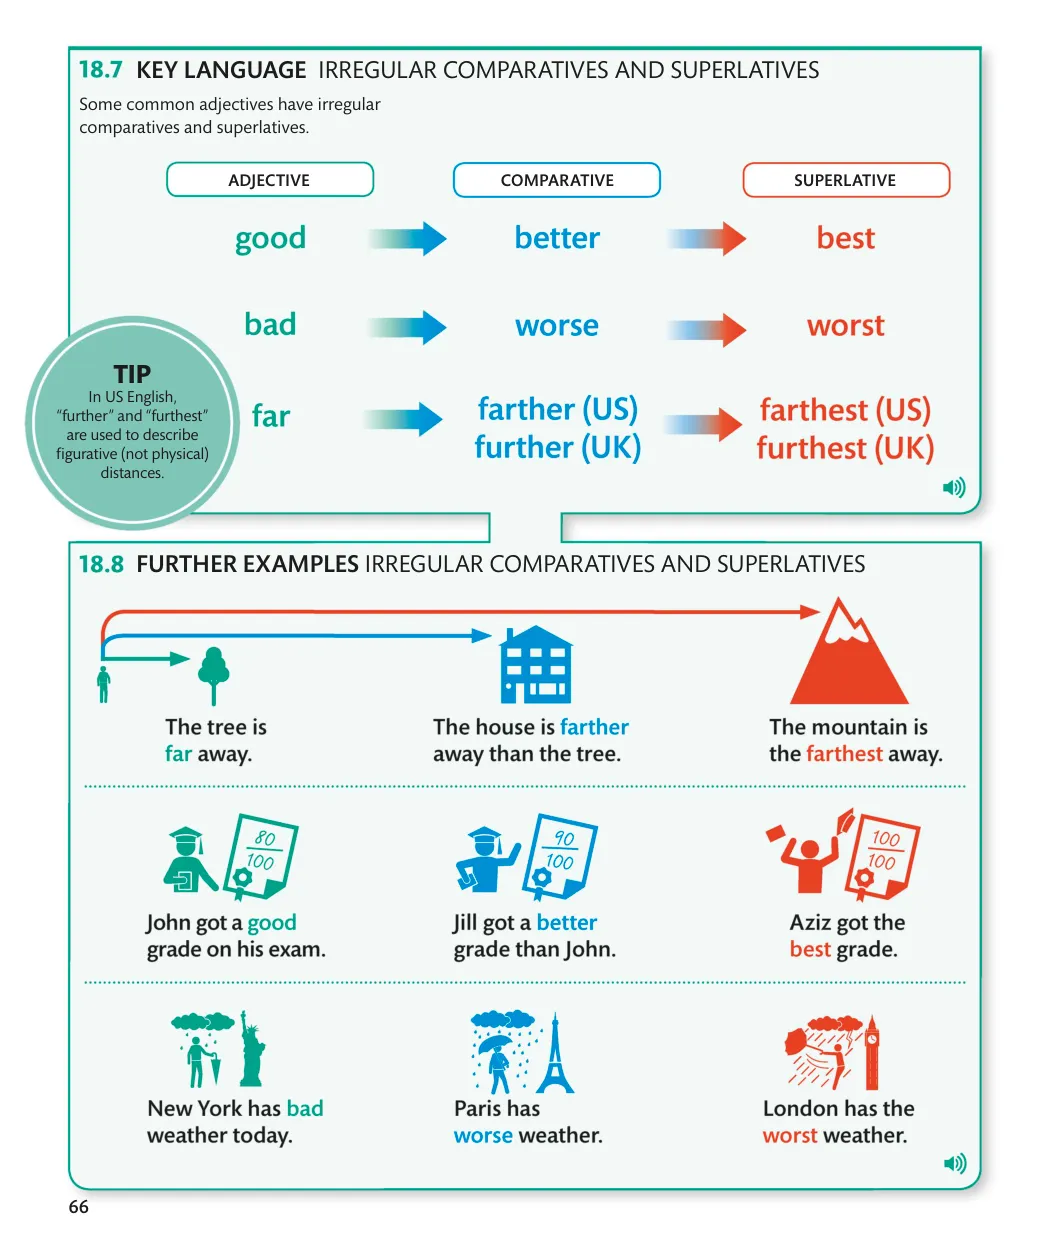 18.7 KEY LANGUAGE IRREGULAR COMPARATIVES AND SUPERLATIVES
Some common adjectives have irregular
comparatives and superlatives.
ADJECTIVE COMPARATIVE SUPERLATIVE
good better best
bad worse worst
far farther (US) farthest (US)
further (UK) furthest (UK)
TIP
In US English,
“further” and “furthest”
are used to describe
figurative (not physical)
distances.
18.8 FURTHER EXAMPLES IRREGULAR COMPARATIVES AND SUPERLATIVES
The tree is
far away.
The house is farther
away than the tree.
The mountain is
the farthest away.
80
100
90
100
100
100
John got a good
grade on his exam.
Jill got a better
grade than John.
Aziz got the
best grade.
New York has bad
weather today.
Paris has
worse weather.
London has the
worst weather.
66